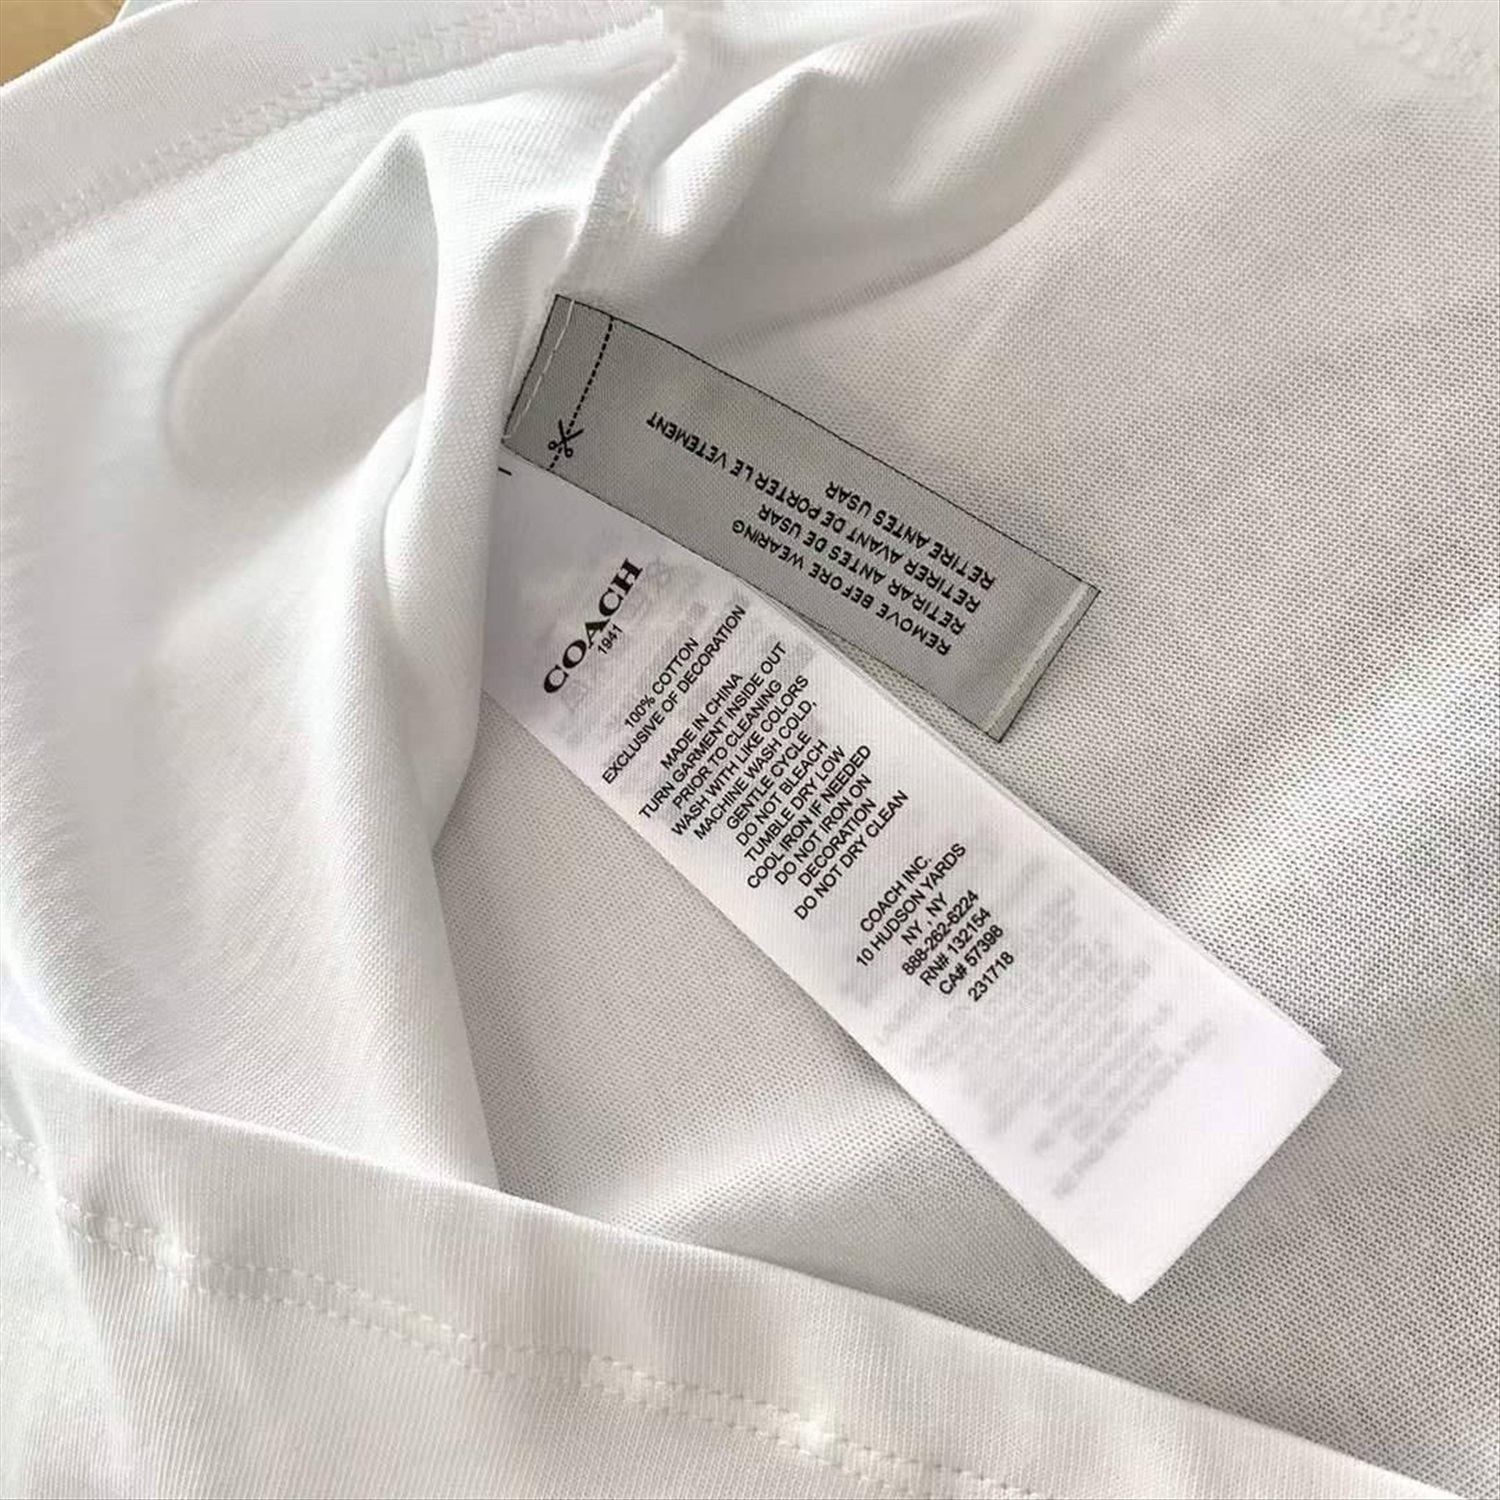 REMOVE BEFORE WEARING
RETIRAR ANTES DE USAR
RETIRER AVANT DE PORTER LE VETEMENT
RETIRE ANTES USAR
COACH
1941
100% COTTON
EXCLUSIVE OF DECORATION
MADE IN CHINA
TURN GARMENT INSIDE OUT
PRIOR TO CLEANING
WASH WITH LIKE COLORS
MACHINE WASH COLD,
GENTLE CYCLE
DO NOT BLEACH
TUMBLE DRY LOW
COOL IRON IF NEEDED
DO NOT IRON ON
DECORATION
DO NOT DRY CLEAN
COACH INC.
10 HUDSON YARDS
NY , NY
888-262-6224
RN# 132154
CA# 57398
231718